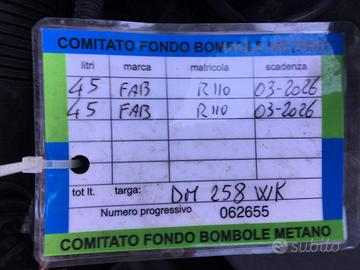 COMITATO FONDO BOMBOLE METANO
litri marca matricola scadenza
45 FAB R110 03-2026
45 FAB R110 03-2026
tot lt. targa: DM 258 WK
Numero progressivo 062655
COMITATO FONDO BOMBOLE METANO
subito